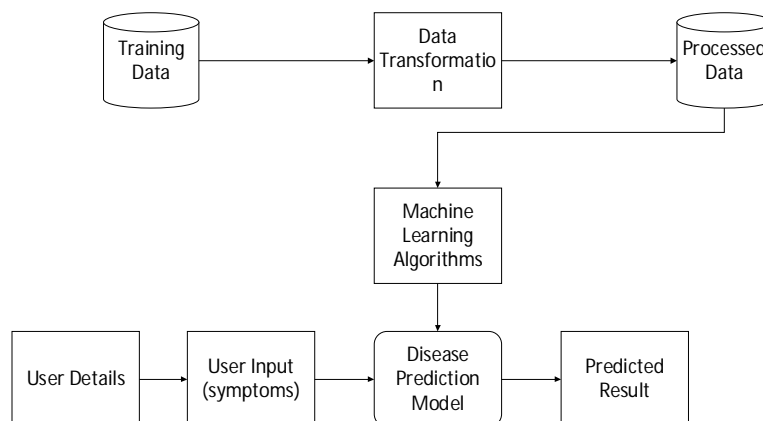 Training
Data
Data
Transformatio
n
Processed
Data
Machine
Learning
Algorithms
User Details
User Input
(symptoms)
Disease
Prediction
Model
Predicted
Result